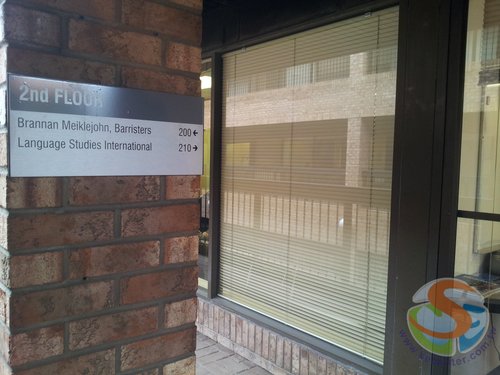 2nd FLOOR
Brannan Meiklejohn, Barristers 200 ←
Language Studies International 210 →